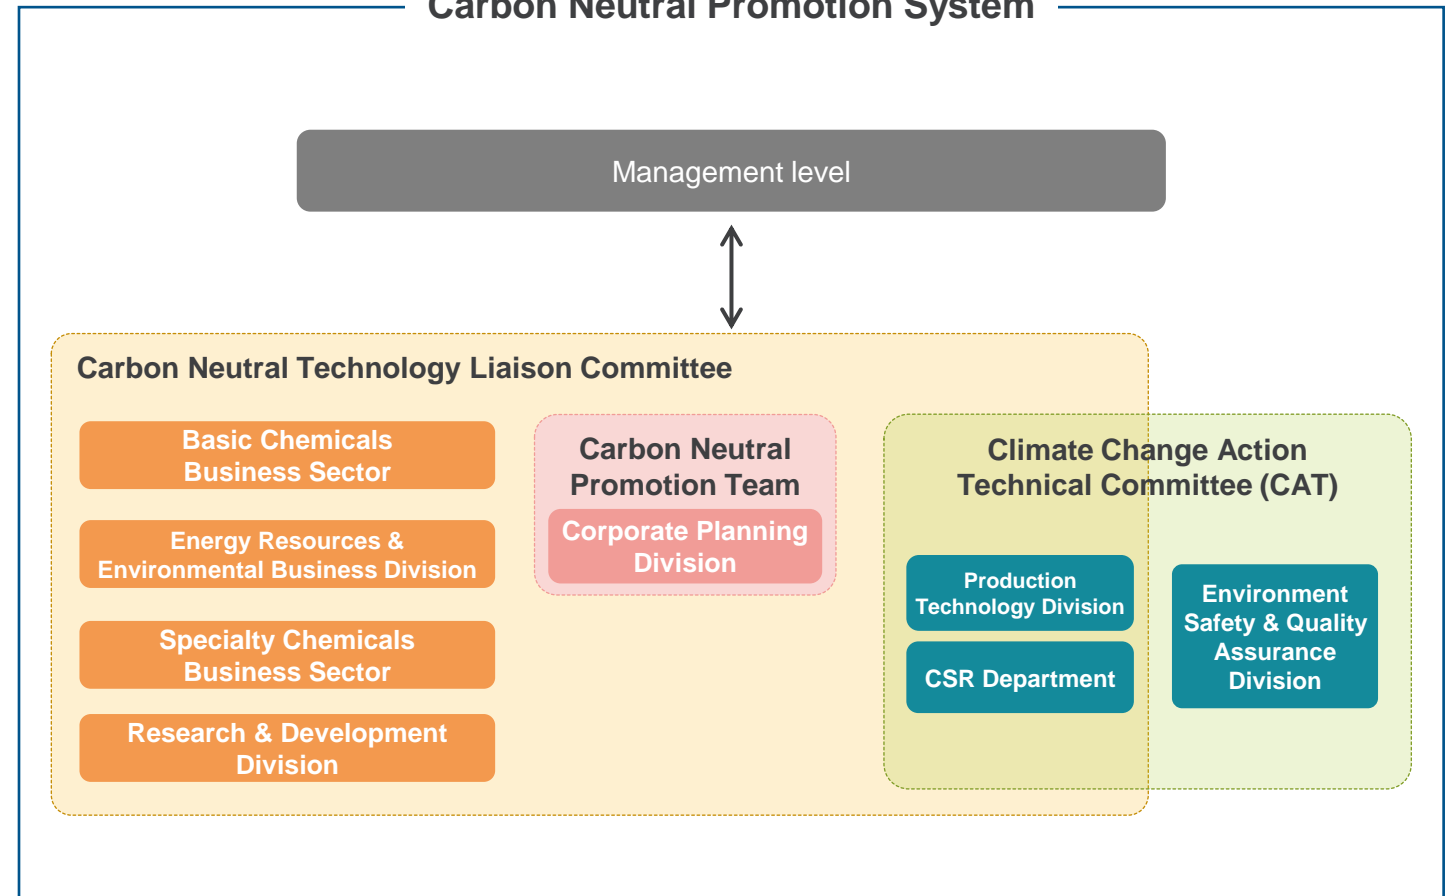 Carbon Neutral Promotion System
Management level
Carbon Neutral Technology Liaison Committee
Basic Chemicals
Business Sector
Energy Resources &
Environmental Business Division
Specialty Chemicals
Business Sector
Research & Development
Division
Carbon Neutral
Promotion Team
Corporate Planning
Division
Climate Change Action
Technical Committee (CAT)
Production
Technology Division
CSR Department
Environment
Safety & Quality
Assurance
Division